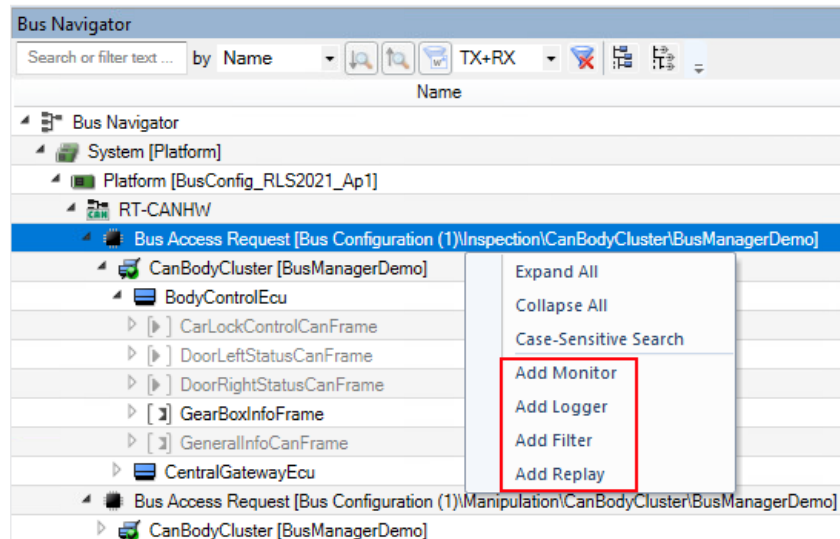 Bus Navigator
Search or filter text ... by Name TX+RX
Name
Bus Navigator
System [Platform]
Platform [BusConfig_RLS2021_Ap1]
RT-CANHW
Bus Access Request [Bus Configuration (1)\Inspection\CanBodyCluster\BusManagerDemo]
CanBodyCluster [BusManagerDemo]
BodyControlEcu
CarLockControlCanFrame
DoorLeftStatusCanFrame
DoorRightStatusCanFrame
GearBoxInfoFrame
GeneralInfoCanFrame
CentralGatewayEcu
Bus Access Request [Bus Configuration (1)\Manipulation\CanBodyCluster\BusManagerDemo]
CanBodyCluster [BusManagerDemo]
Expand All
Collapse All
Case-Sensitive Search
Add Monitor
Add Logger
Add Filter
Add Replay